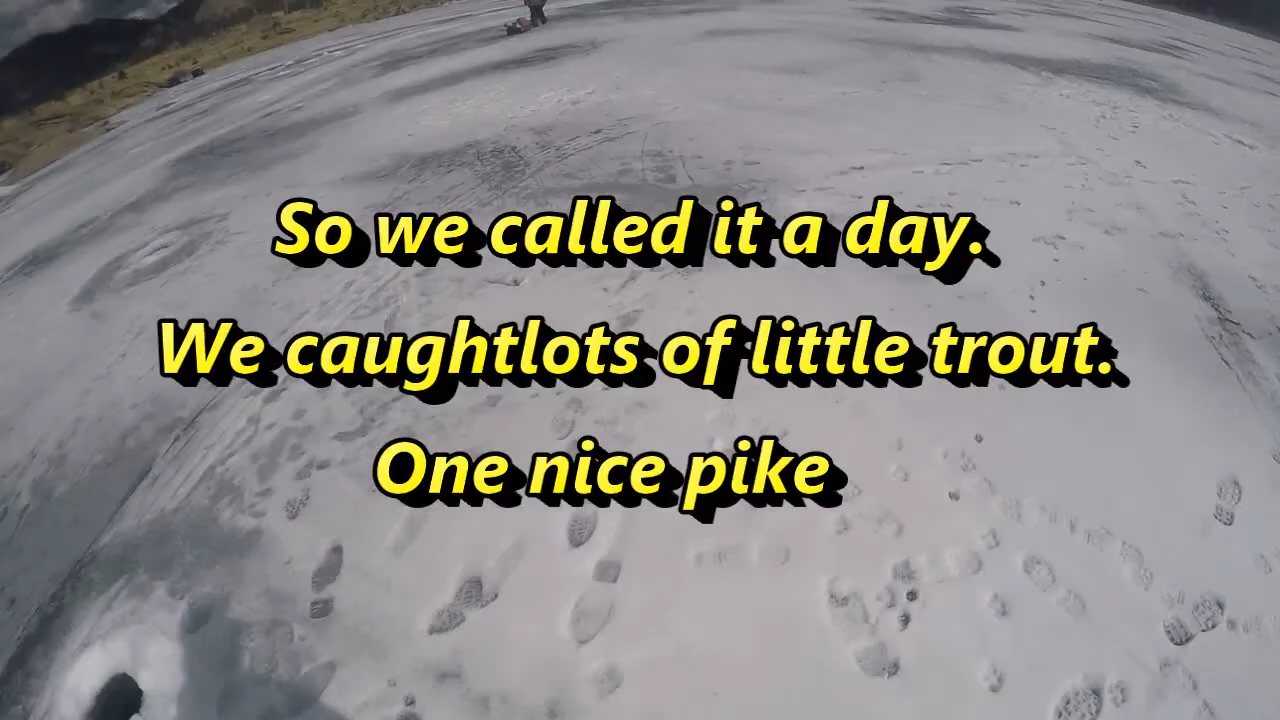 So we called it a day.
We caughtlots of little trout.
One nice pike